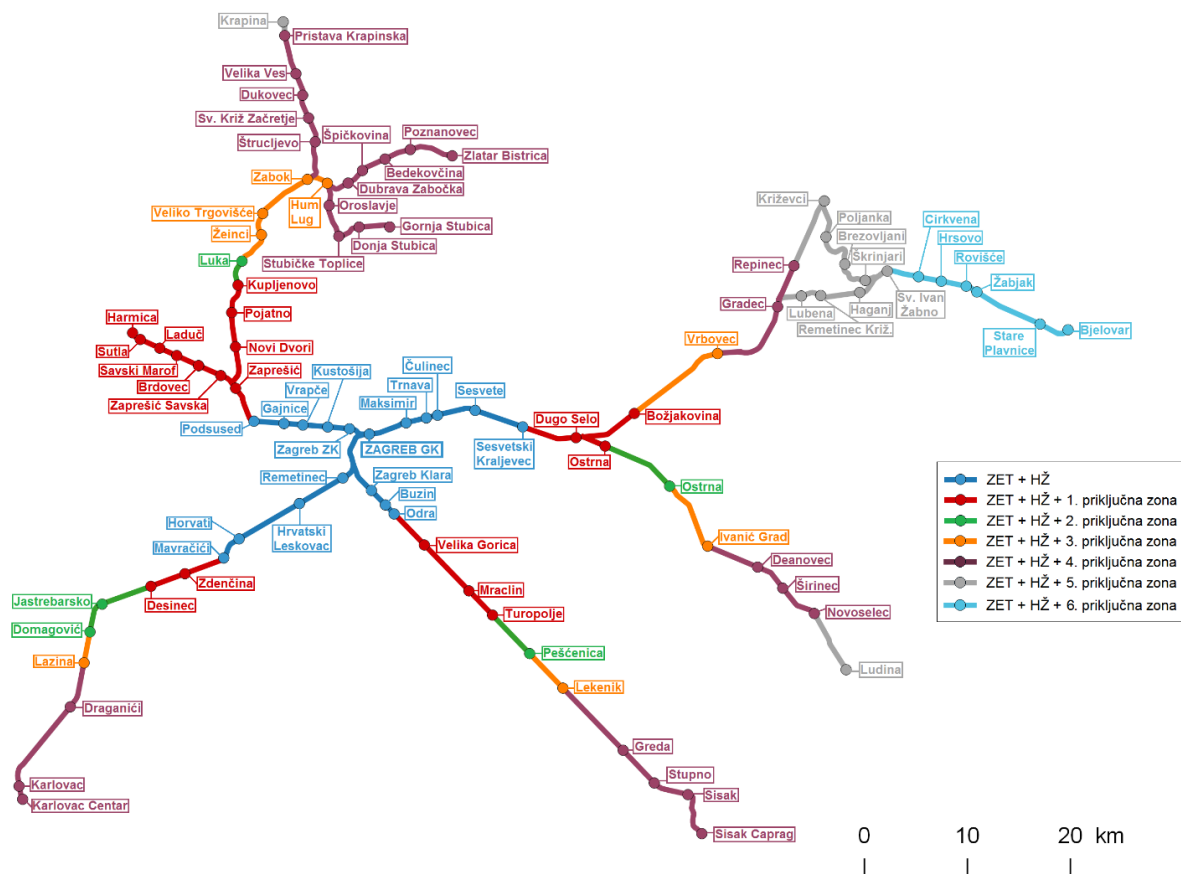 Krapina
Pristava Krapinska
Velika Ves
Dukovec
Sv. Križ Začretje
Štrucljevo
Špičkovina
Poznanovec
Zlatar Bistrica
Bedekovčina
Dubrava Zabočka
Zabok
Hum
Lug
Oroslavje
Veliko Trgovišće
Žeinci
Gornja Stubica
Donja Stubica
Stubičke Toplice
Luka
Kupljenovo
Pojatno
Harmica
Laduč
Sutla
Savski Marof
Brdovec
Novi Dvori
Zaprešić
Zaprešić Savska
Podsused
Gajnice
Vrapče
Kustošija
Zagreb ZK
ZAGREB GK
Maksimir
Trnava
Čulinec
Sesvete
Sesvetski
Kraljevec
Dugo Selo
Ostrna
Božjakovina
Vrbovec
Gradec
Repinec
Križevci
Poljanka
Brezovljani
Škrinjari
Lubena
Remetinec Križ.
Haganj
Sv. Ivan
Žabno
Cirkvena
Hrsovo
Rovišće
Žabjak
Stare
Plavnice
Bjelovar
Ostrna
Ivanić Grad
Deanovec
Širinec
Novoselec
Ludina
Remetinec
Hrvatski
Leskovac
Horvati
Mavračići
Zdenčina
Desinec
Jastrebarsko
Domagović
Lazina
Draganići
Karlovac
Karlovac Centar
Zagreb Klara
Buzin
Odra
Velika Gorica
Mraclin
Turopolje
Pešćenica
Lekenik
Greda
Stupno
Sisak
Sisak Caprag
ZET + HŽ
ZET + HŽ + 1. priključna zona
ZET + HŽ + 2. priključna zona
ZET + HŽ + 3. priključna zona
ZET + HŽ + 4. priključna zona
ZET + HŽ + 5. priključna zona
ZET + HŽ + 6. priključna zona
0 10 20 km